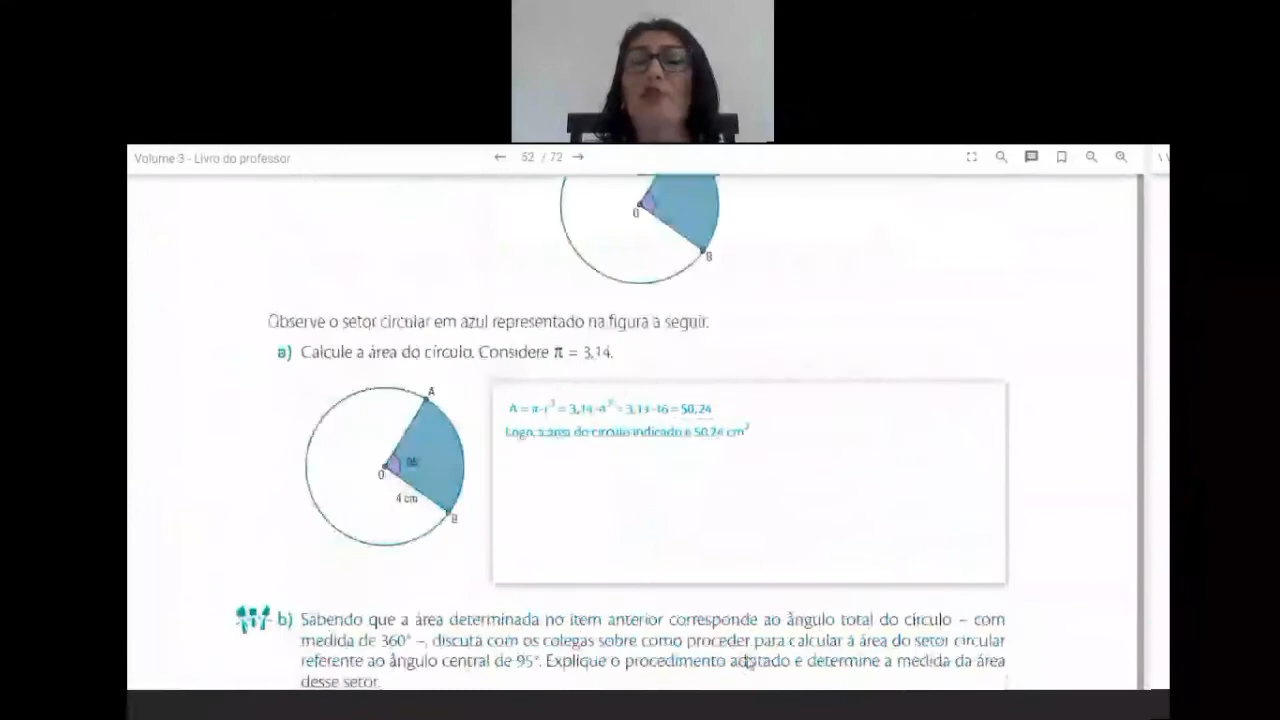 Volume 3 - Livro do professor
← 52 / 72 →
O
B
Observe o setor circular em azul representado na figura a seguir.
a) Calcule a área do círculo. Considere π = 3,14.
A
O
4 cm
B
A = π·r² = 3,14·4² = 3,14·16 = 50,24
Logo, a área do círculo indicado é 50,24 cm²
b) Sabendo que a área determinada no item anterior corresponde ao ângulo total do círculo – com
medida de 360° –, discuta com os colegas sobre como proceder para calcular a área do setor circular
referente ao ângulo central de 95°. Explique o procedimento adotado e determine a medida da área
desse setor.